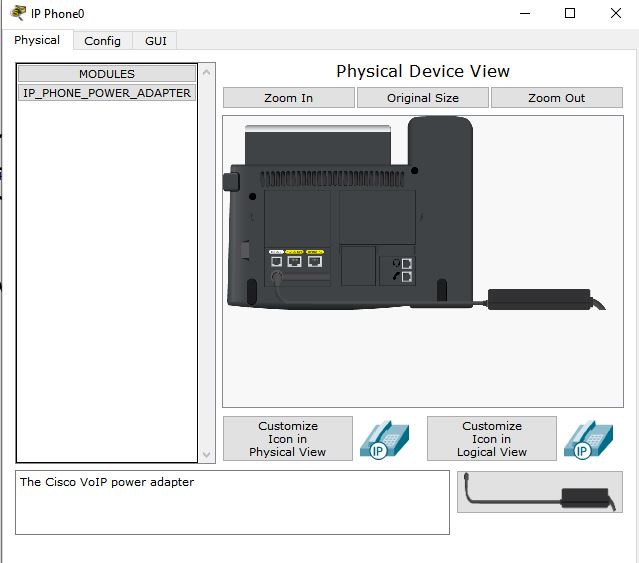 IP Phone0
Physical Config GUI
MODULES
IP_PHONE_POWER_ADAPTER
Physical Device View
Zoom In Original Size Zoom Out
Customize
Icon in
Physical View
IP
Customize
Icon in
Logical View
IP
The Cisco VoIP power adapter